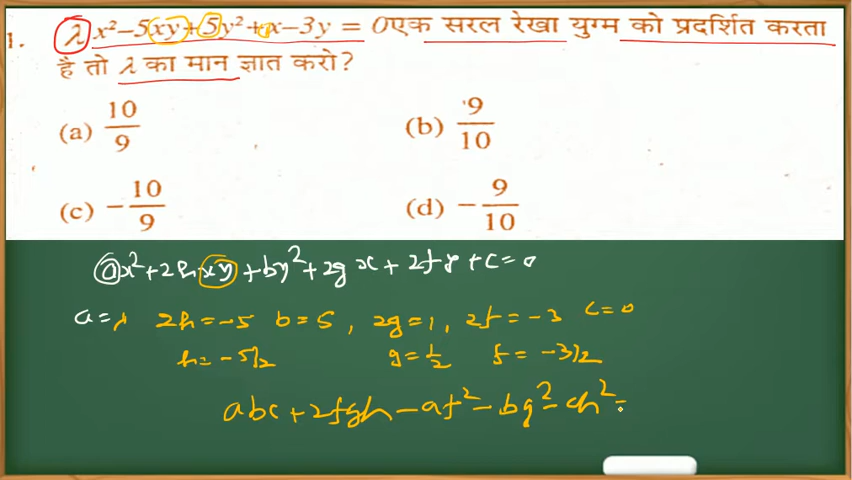 1. λ x² – 5xy + 5y² + x – 3y = 0 एक सरल रेखा युग्म को प्रदर्शित करता
है तो λ का मान ज्ञात करो?
(a) 10/9 (b) 9/10
(c) – 10/9 (d) – 9/10
ax² + 2hxy + by² + 2gx + 2fy + c = 0
a = λ 2h = –5 b = 5, 2g = 1, 2f = –3 c = 0
h = –5/2 g = 1/2 f = –3/2
abc + 2fgh – af² – bg² – ch² =